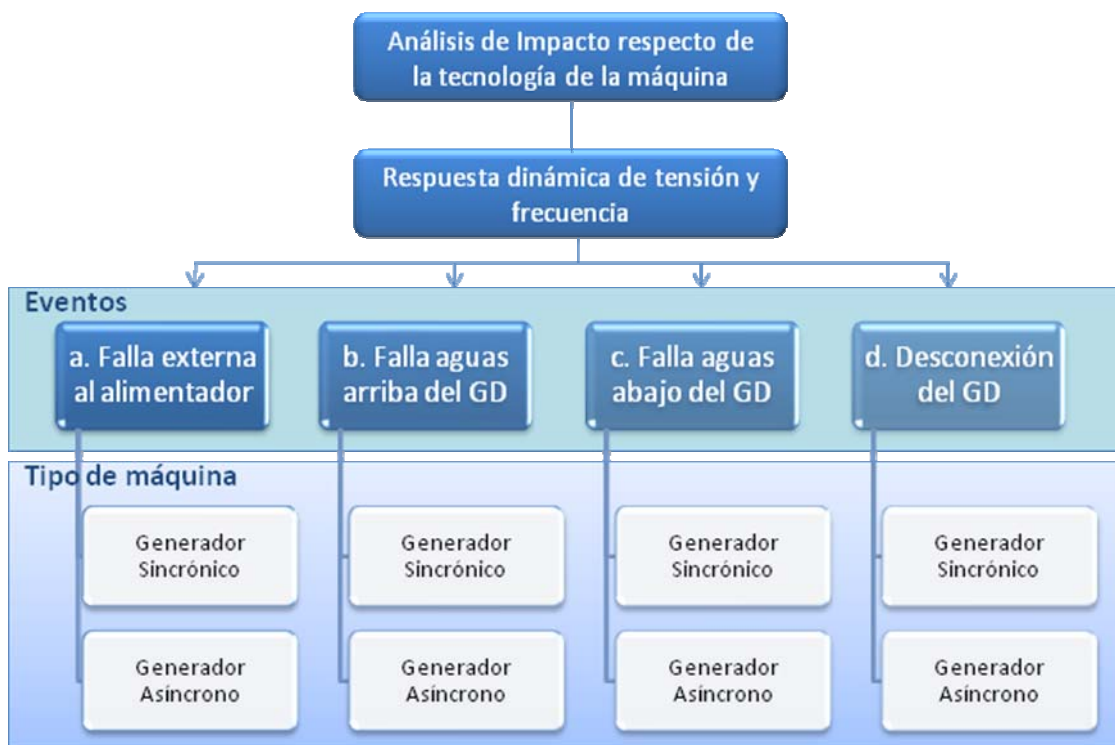 Análisis de Impacto respecto de
la tecnología de la máquina
Respuesta dinámica de tensión y
frecuencia
Eventos
a. Falla externa
al alimentador
b. Falla aguas
arriba del GD
c. Falla aguas
abajo del GD
d. Desconexión
del GD
Tipo de máquina
Generador
Sincrónico
Generador
Sincrónico
Generador
Sincrónico
Generador
Sincrónico
Generador
Asíncrono
Generador
Asíncrono
Generador
Asíncrono
Generador
Asíncrono